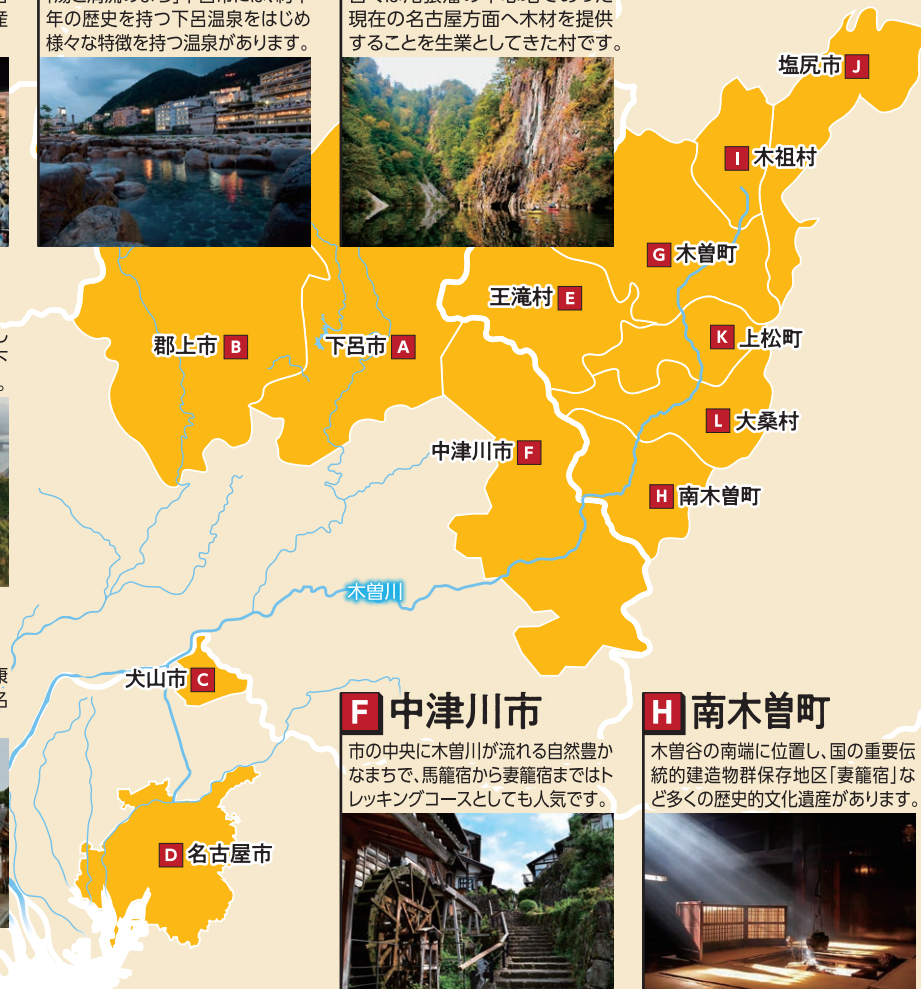 年の歴史を持つ下呂温泉をはじめ
様々な特徴を持つ温泉があります。
現在の名古屋方面へ木材を提供
することを生業としてきた村です。
塩尻市 J
I 木祖村
G 木曽町
王滝村 E
K 上松町
郡上市 B
下呂市 A
L 大桑村
中津川市 F
H 南木曽町
木曽川
犬山市 C
D 名古屋市
F 中津川市
市の中央に木曽川が流れる自然豊か
なまちで、馬籠宿から妻籠宿まではト
レッキングコースとしても人気です。
H 南木曽町
木曽谷の南端に位置し、国の重要伝
統的建造物群保存地区「妻籠宿」な
ど多くの歴史的文化遺産があります。